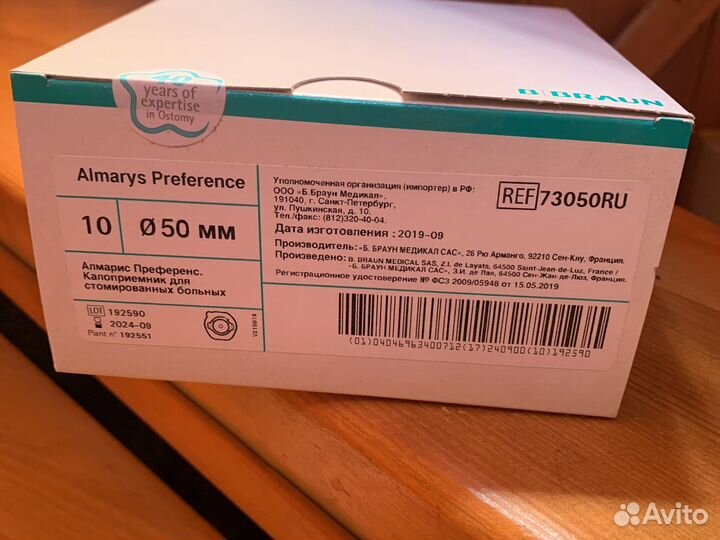 40
years of
expertise
in Ostomy
B|BRAUN
Almarys Preference
10
Ø 50 мм
Алмарис Преференс.
Калоприемник для
стомированных больных
LOT 192590
2024-09
Plant n° 192551
V310619
Уполномоченная организация (импортер) в РФ:
ООО «Б.Браун Медикал»,
191040, г. Санкт-Петербург,
ул. Пушкинская, д. 10.
Тел./факс: (812)320-40-04.
Дата изготовления : 2019-09
Производитель: «Б. БРАУН МЕДИКАЛ САС», 26 Рю Арманго, 92210 Сен-Клу, Франция.
Произведено: B. BRAUN MEDICAL SAS, Z.I. de Layats, 64500 Saint-Jean-de-Luz, France /
«Б. БРАУН МЕДИКАЛ САС», З.И. де Лая, 64500 Сен-Жан-де-Люз, Франция.
Регистрационное удостоверение № ФСЗ 2009/05948 от 15.05.2019
REF 73050RU
(01)04046963400712(17)240900(10)192590
Avito